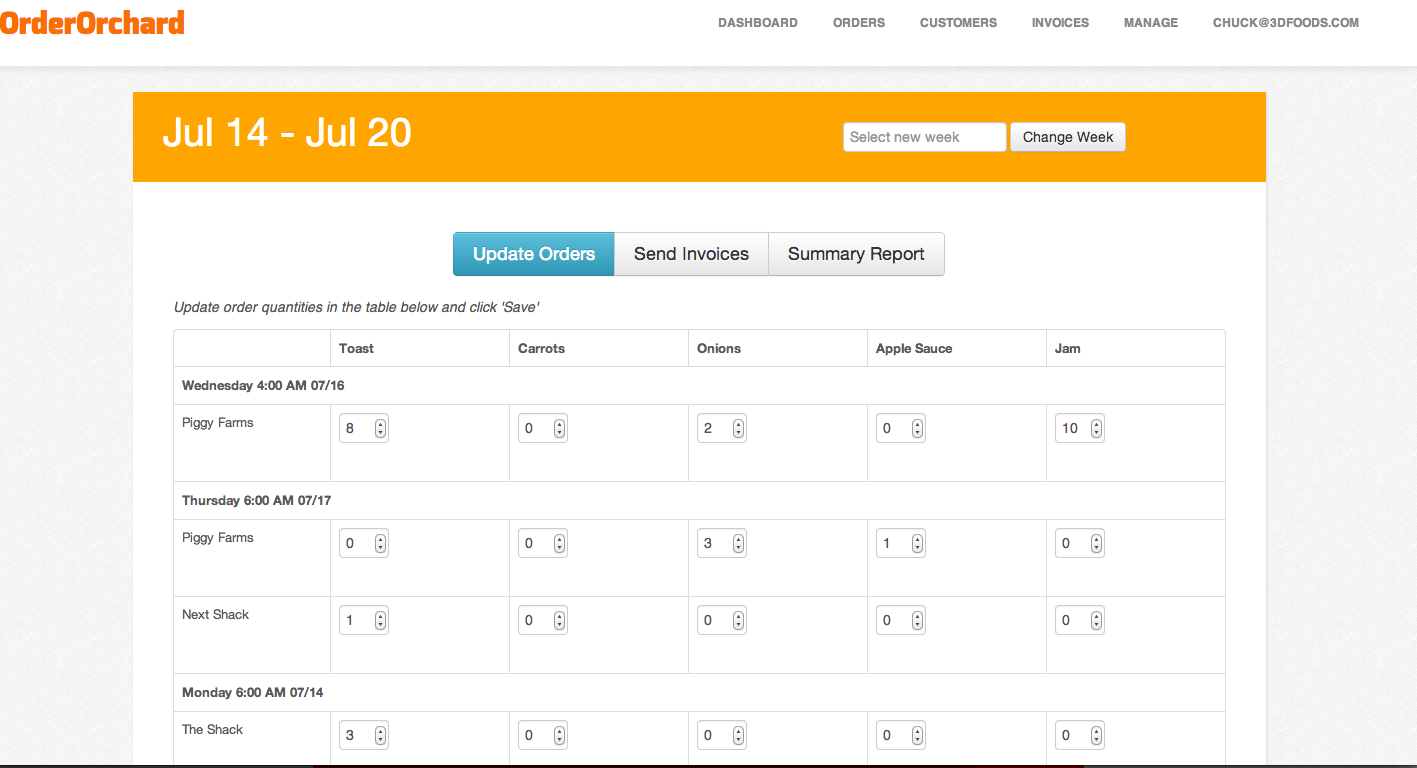 OrderOrchard DASHBOARD ORDERS CUSTOMERS INVOICES MANAGE CHUCK@3DFOODS.COM
Jul 14 - Jul 20 Select new week Change Week
Update Orders Send Invoices Summary Report
Update order quantities in the table below and click 'Save'
Toast Carrots Onions Apple Sauce Jam
Wednesday 4:00 AM 07/16
Piggy Farms 8 0 2 0 10
Thursday 6:00 AM 07/17
Piggy Farms 0 0 3 1 0
Next Shack 1 0 0 0 0
Monday 6:00 AM 07/14
The Shack 3 0 0 0 0